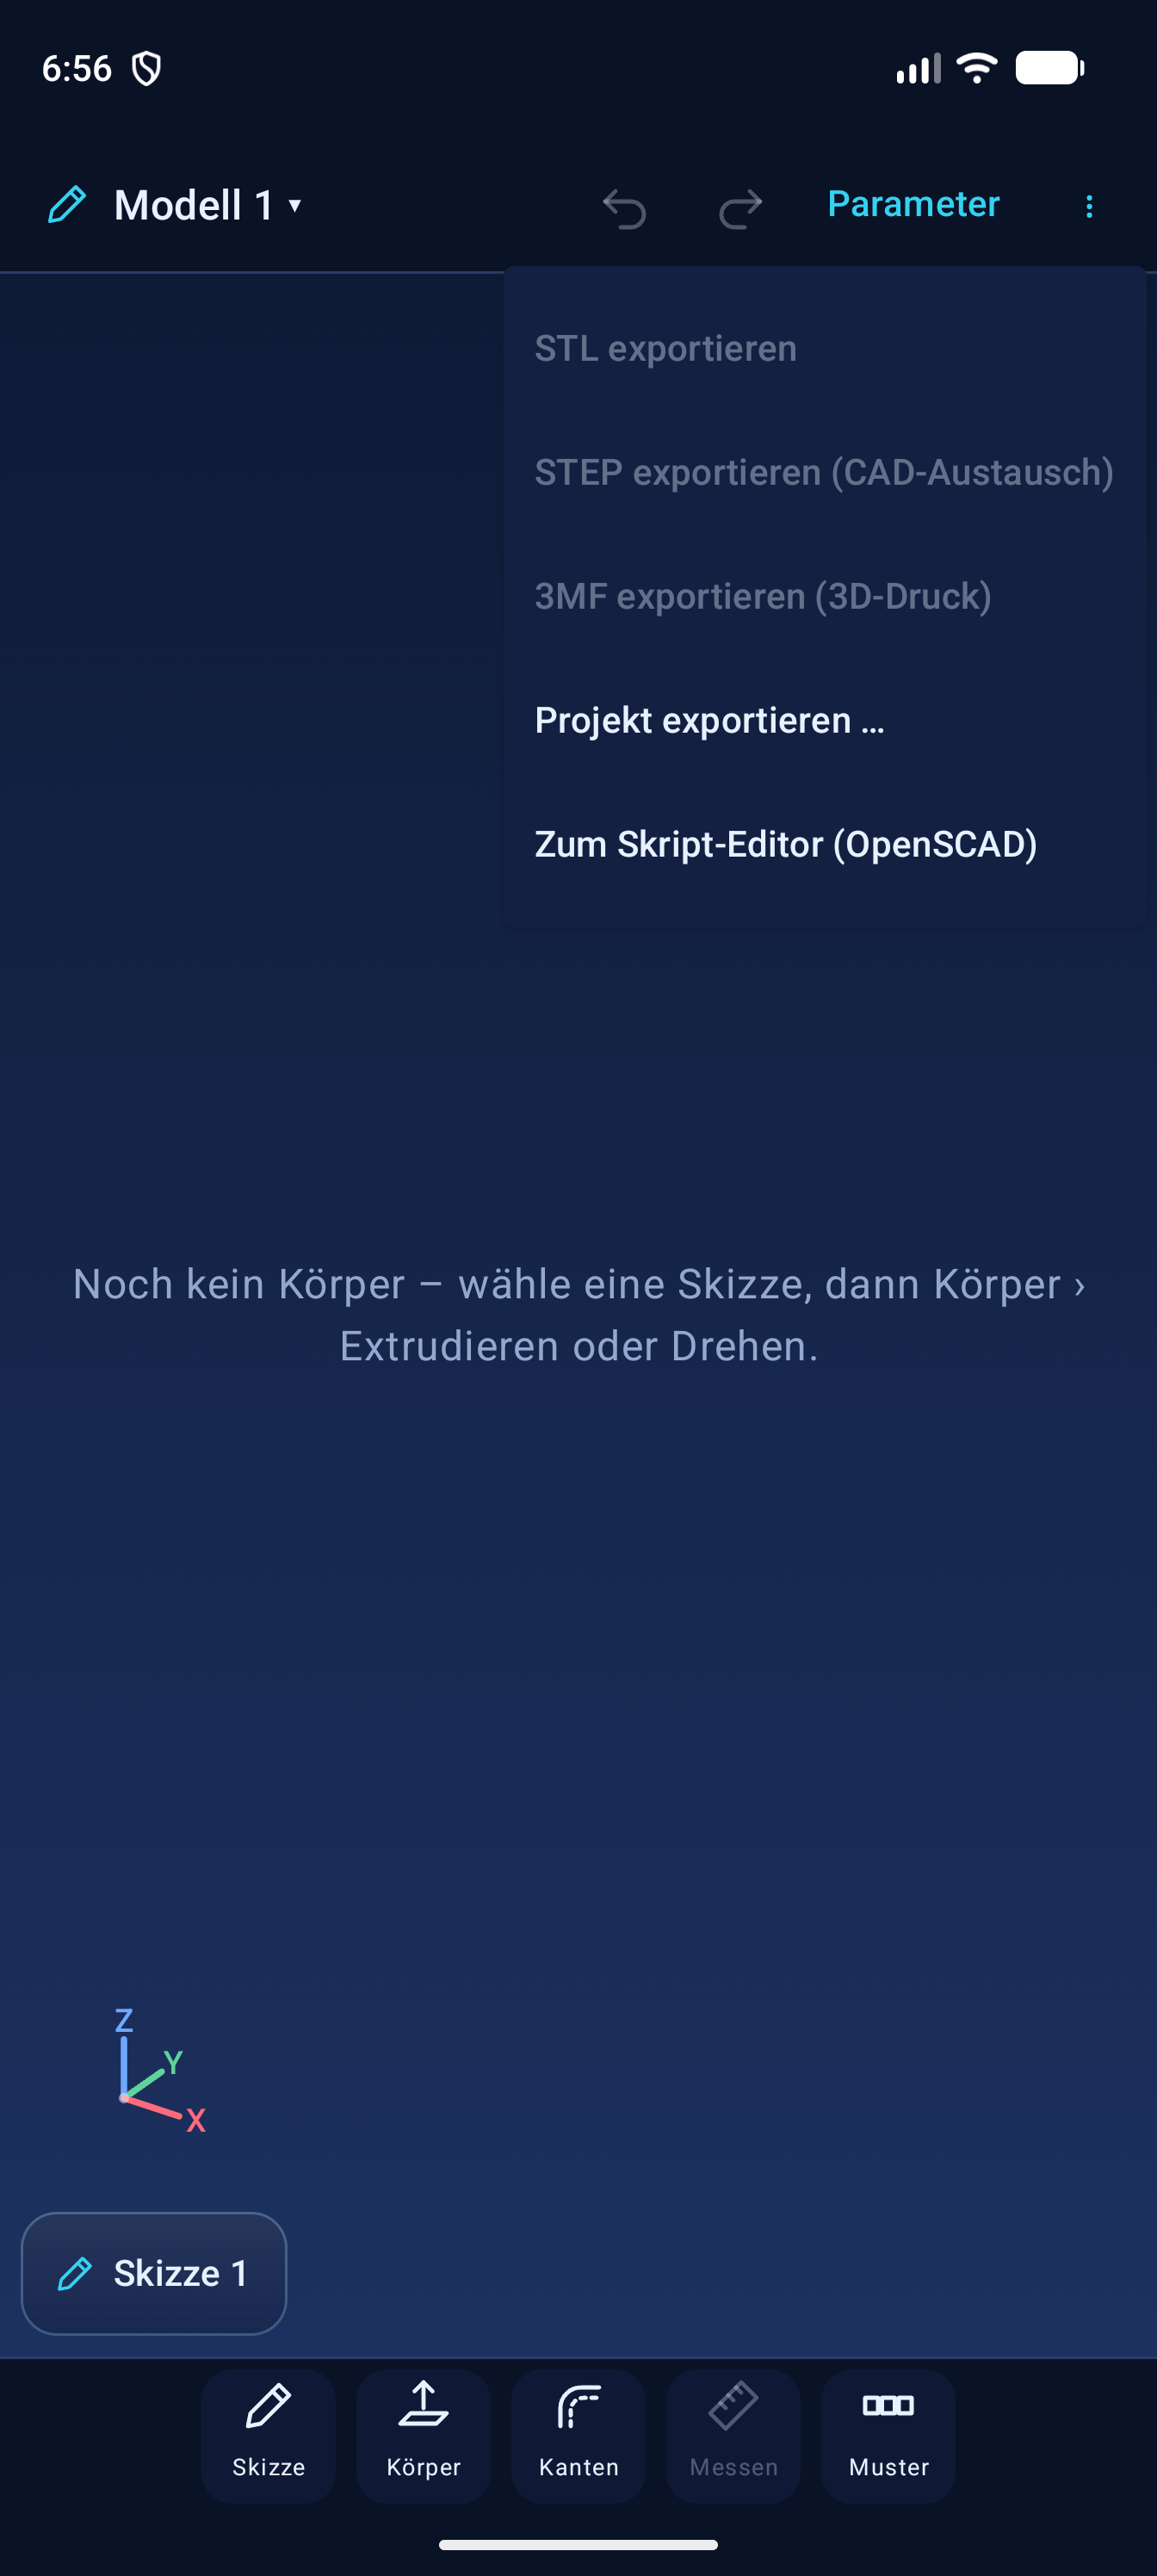 6:56
Modell 1 ▾
Parameter
STL exportieren
STEP exportieren (CAD-Austausch)
3MF exportieren (3D-Druck)
Projekt exportieren ...
Zum Skript-Editor (OpenSCAD)
Noch kein Körper – wähle eine Skizze, dann Körper ›
Extrudieren oder Drehen.
Z
Y
X
Skizze 1
Skizze
Körper
Kanten
Messen
Muster